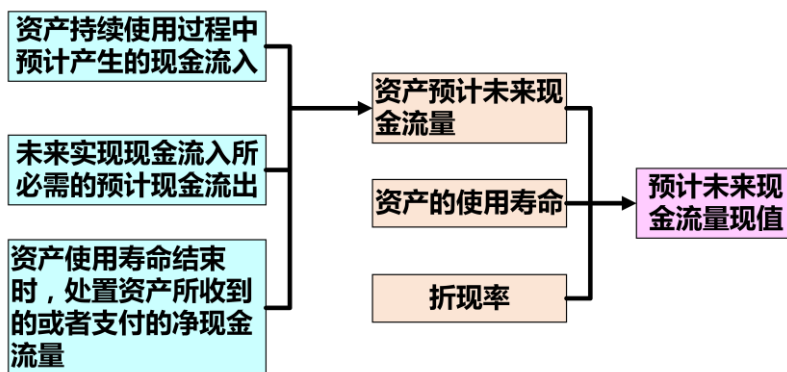 资产持续使用过程中
预计产生的现金流入
未来实现现金流入所
必需的预计现金流出
资产使用寿命结束
时，处置资产所收到
的或者支付的净现金
流量
资产预计未来现
金流量
资产的使用寿命
折现率
预计未来现
金流量现值